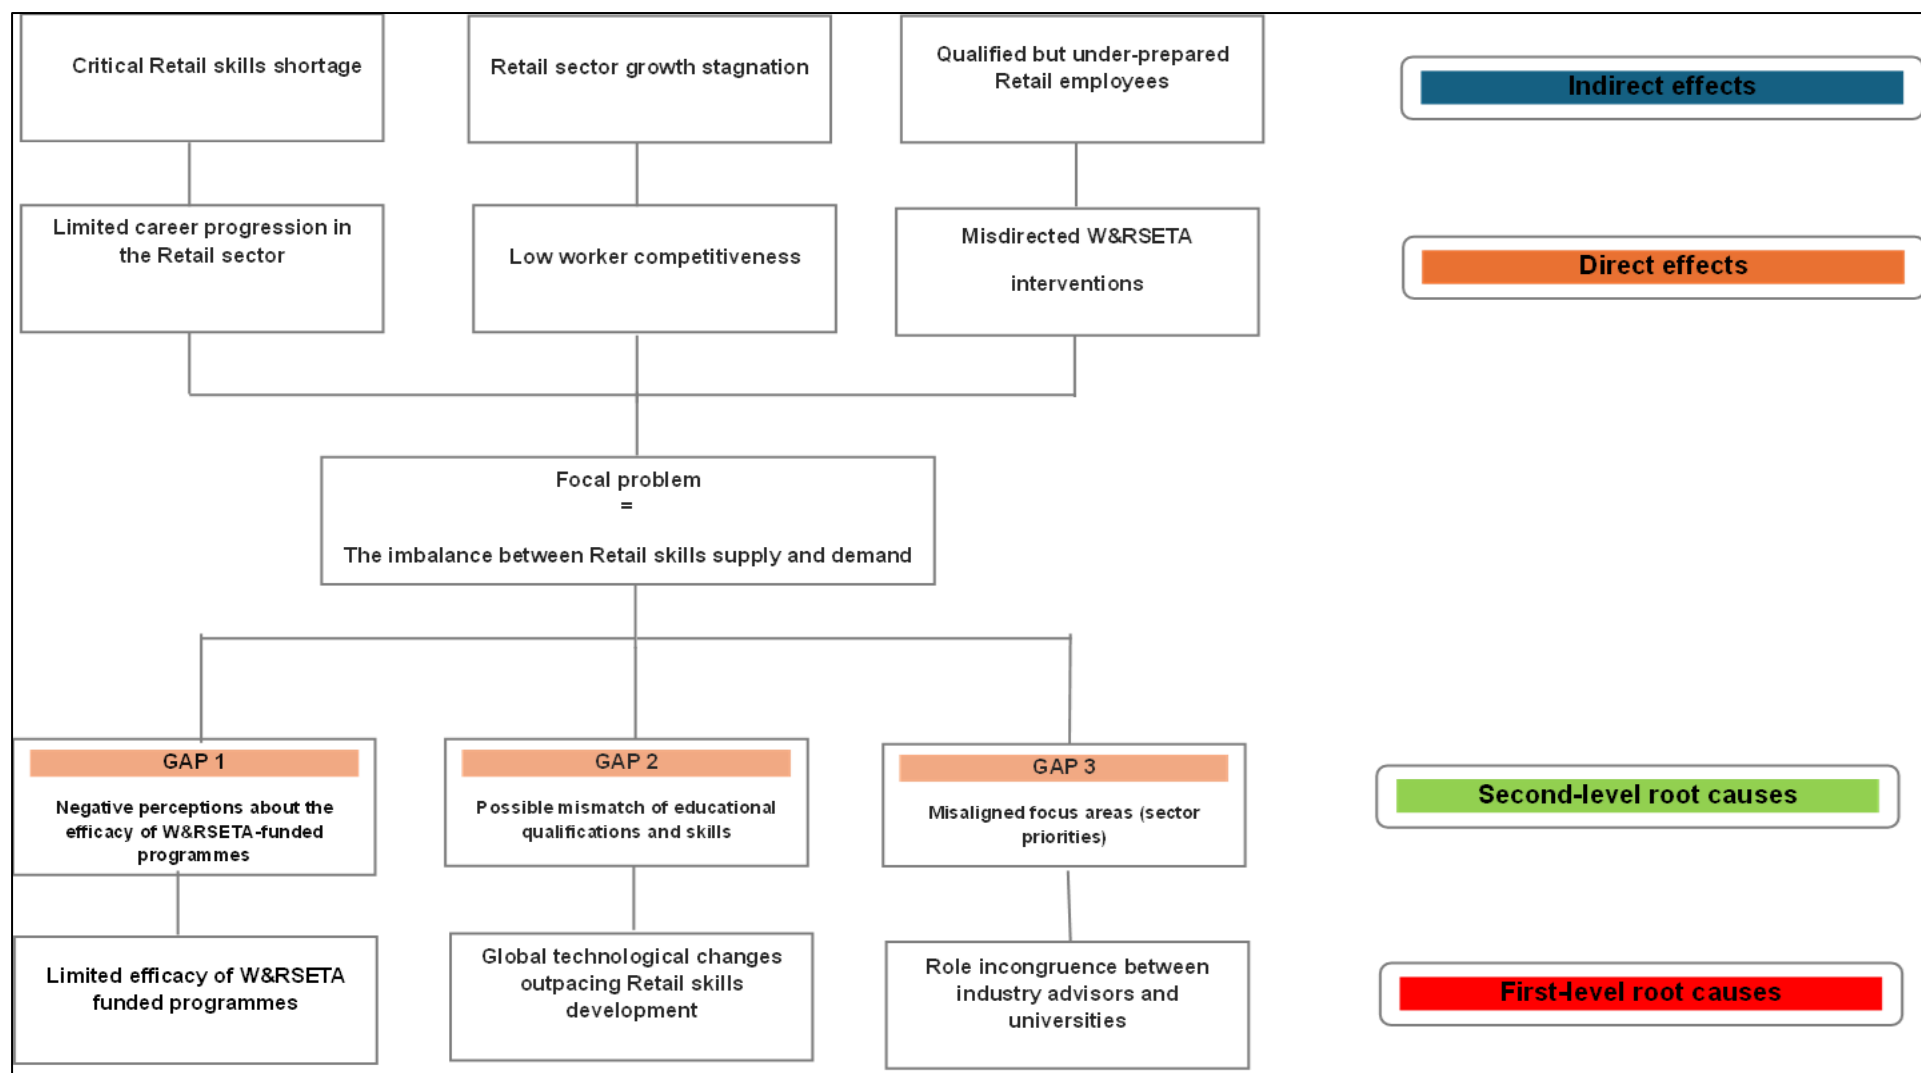 Critical Retail skills shortage
Retail sector growth stagnation
Qualified but under-prepared
Retail employees
Indirect effects
Limited career progression in
the Retail sector
Low worker competitiveness
Misdirected W&RSETA
interventions
Direct effects
Focal problem
=
The imbalance between Retail skills supply and demand
GAP 1
Negative perceptions about the
efficacy of W&RSETA-funded
programmes
GAP 2
Possible mismatch of educational
qualifications and skills
GAP 3
Misaligned focus areas (sector
priorities)
Second-level root causes
Limited efficacy of W&RSETA
funded programmes
Global technological changes
outpacing Retail skills
development
Role incongruence between
industry advisors and
universities
First-level root causes